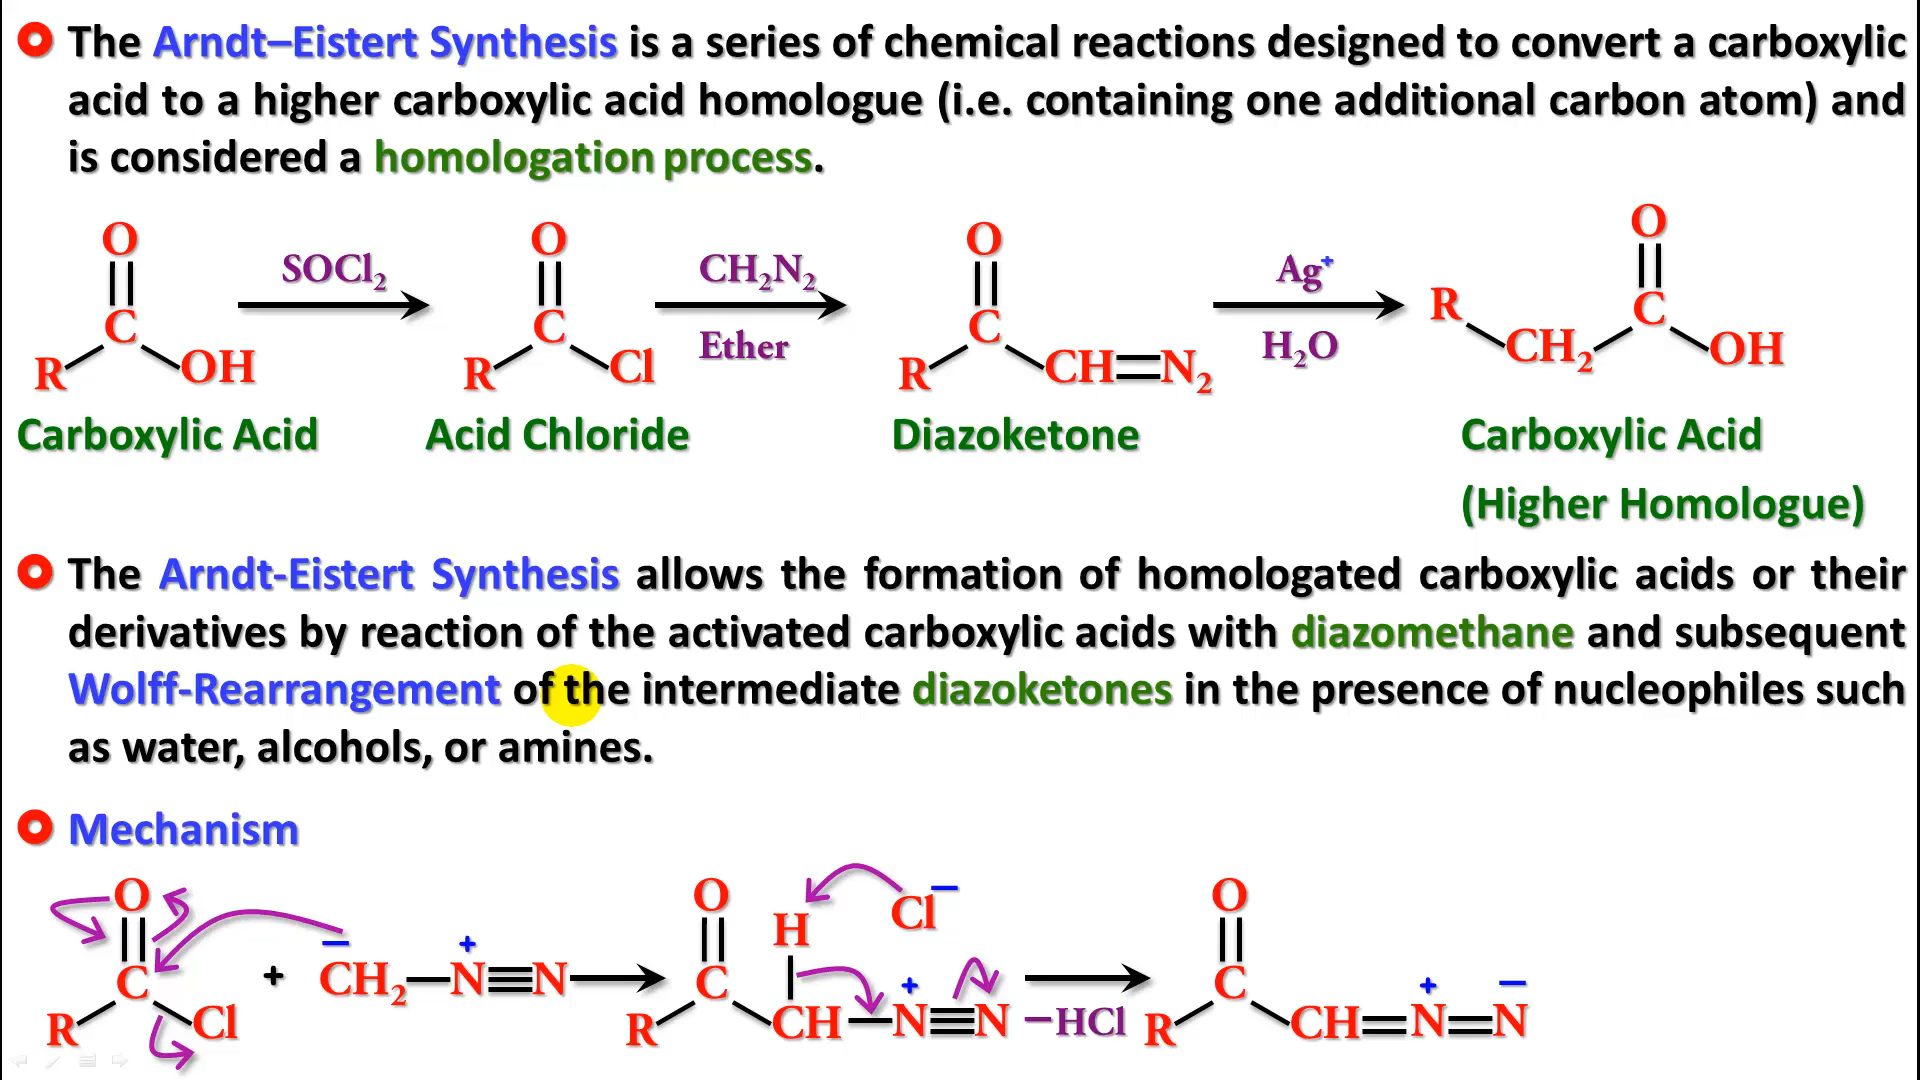 The Arndt–Eistert Synthesis is a series of chemical reactions designed to convert a carboxylic
acid to a higher carboxylic acid homologue (i.e. containing one additional carbon atom) and
is considered a homologation process.
O O O O
SOCl₂ CH₂N₂ Ag⁺
C C C R C
Ether H₂O CH₂ OH
R OH R Cl R CH=N₂
Carboxylic Acid Acid Chloride Diazoketone Carboxylic Acid
(Higher Homologue)
The Arndt-Eistert Synthesis allows the formation of homologated carboxylic acids or their
derivatives by reaction of the activated carboxylic acids with diazomethane and subsequent
Wolff-Rearrangement of the intermediate diazoketones in the presence of nucleophiles such
as water, alcohols, or amines.
Mechanism
O O H Cl⁻ O
− +
C + CH₂–N≡N C + C + −
R Cl R CH–N≡N −HCl R CH=N=N